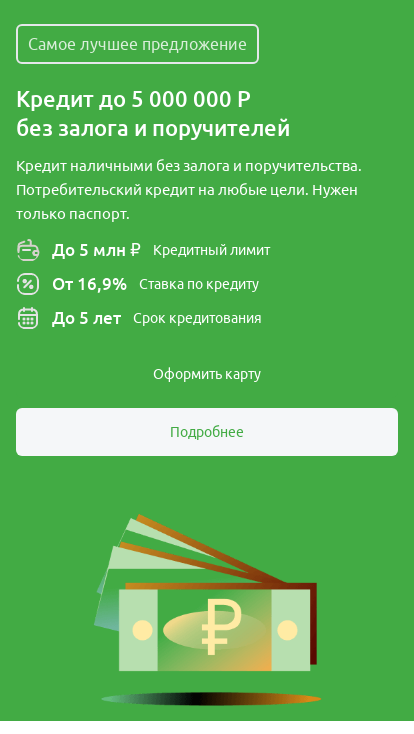 Самое лучшее предложение
Кредит до 5 000 000 Р
без залога и поручителей
Кредит наличными без залога и поручительства.
Потребительский кредит на любые цели. Нужен
только паспорт.
До 5 млн ₽ Кредитный лимит
От 16,9% Ставка по кредиту
До 5 лет Срок кредитования
Оформить карту
Подробнее
₽